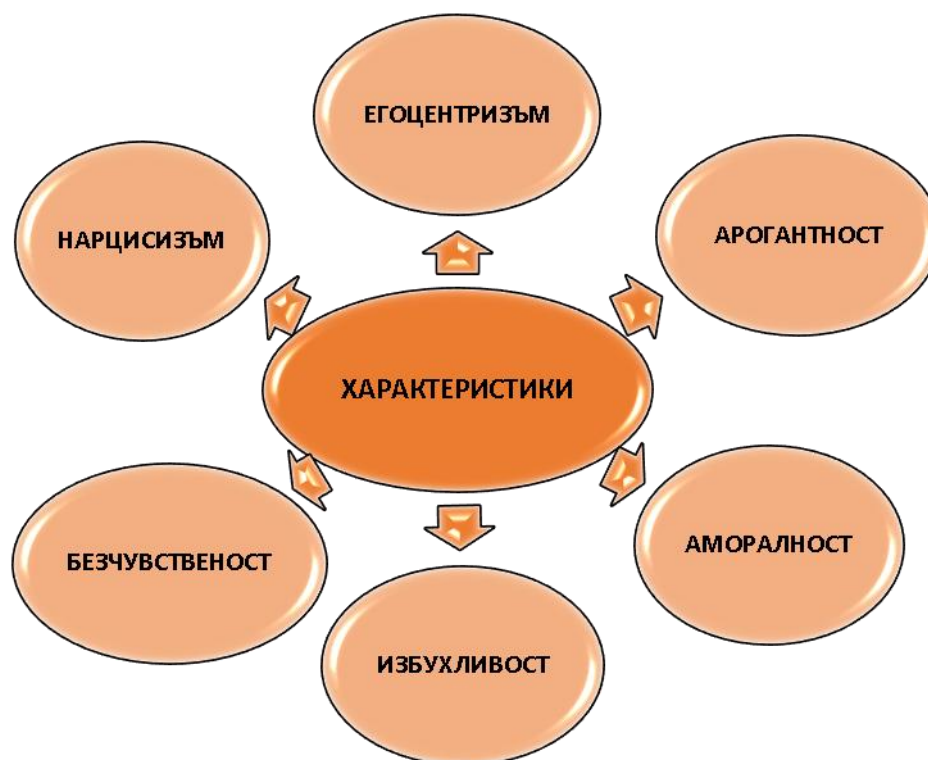 ЕГОЦЕНТРИЗЪМ
НАРЦИСИЗЪМ
АРОГАНТНОСТ
ХАРАКТЕРИСТИКИ
БЕЗЧУВСТВЕНОСТ
АМОРАЛНОСТ
ИЗБУХЛИВОСТ